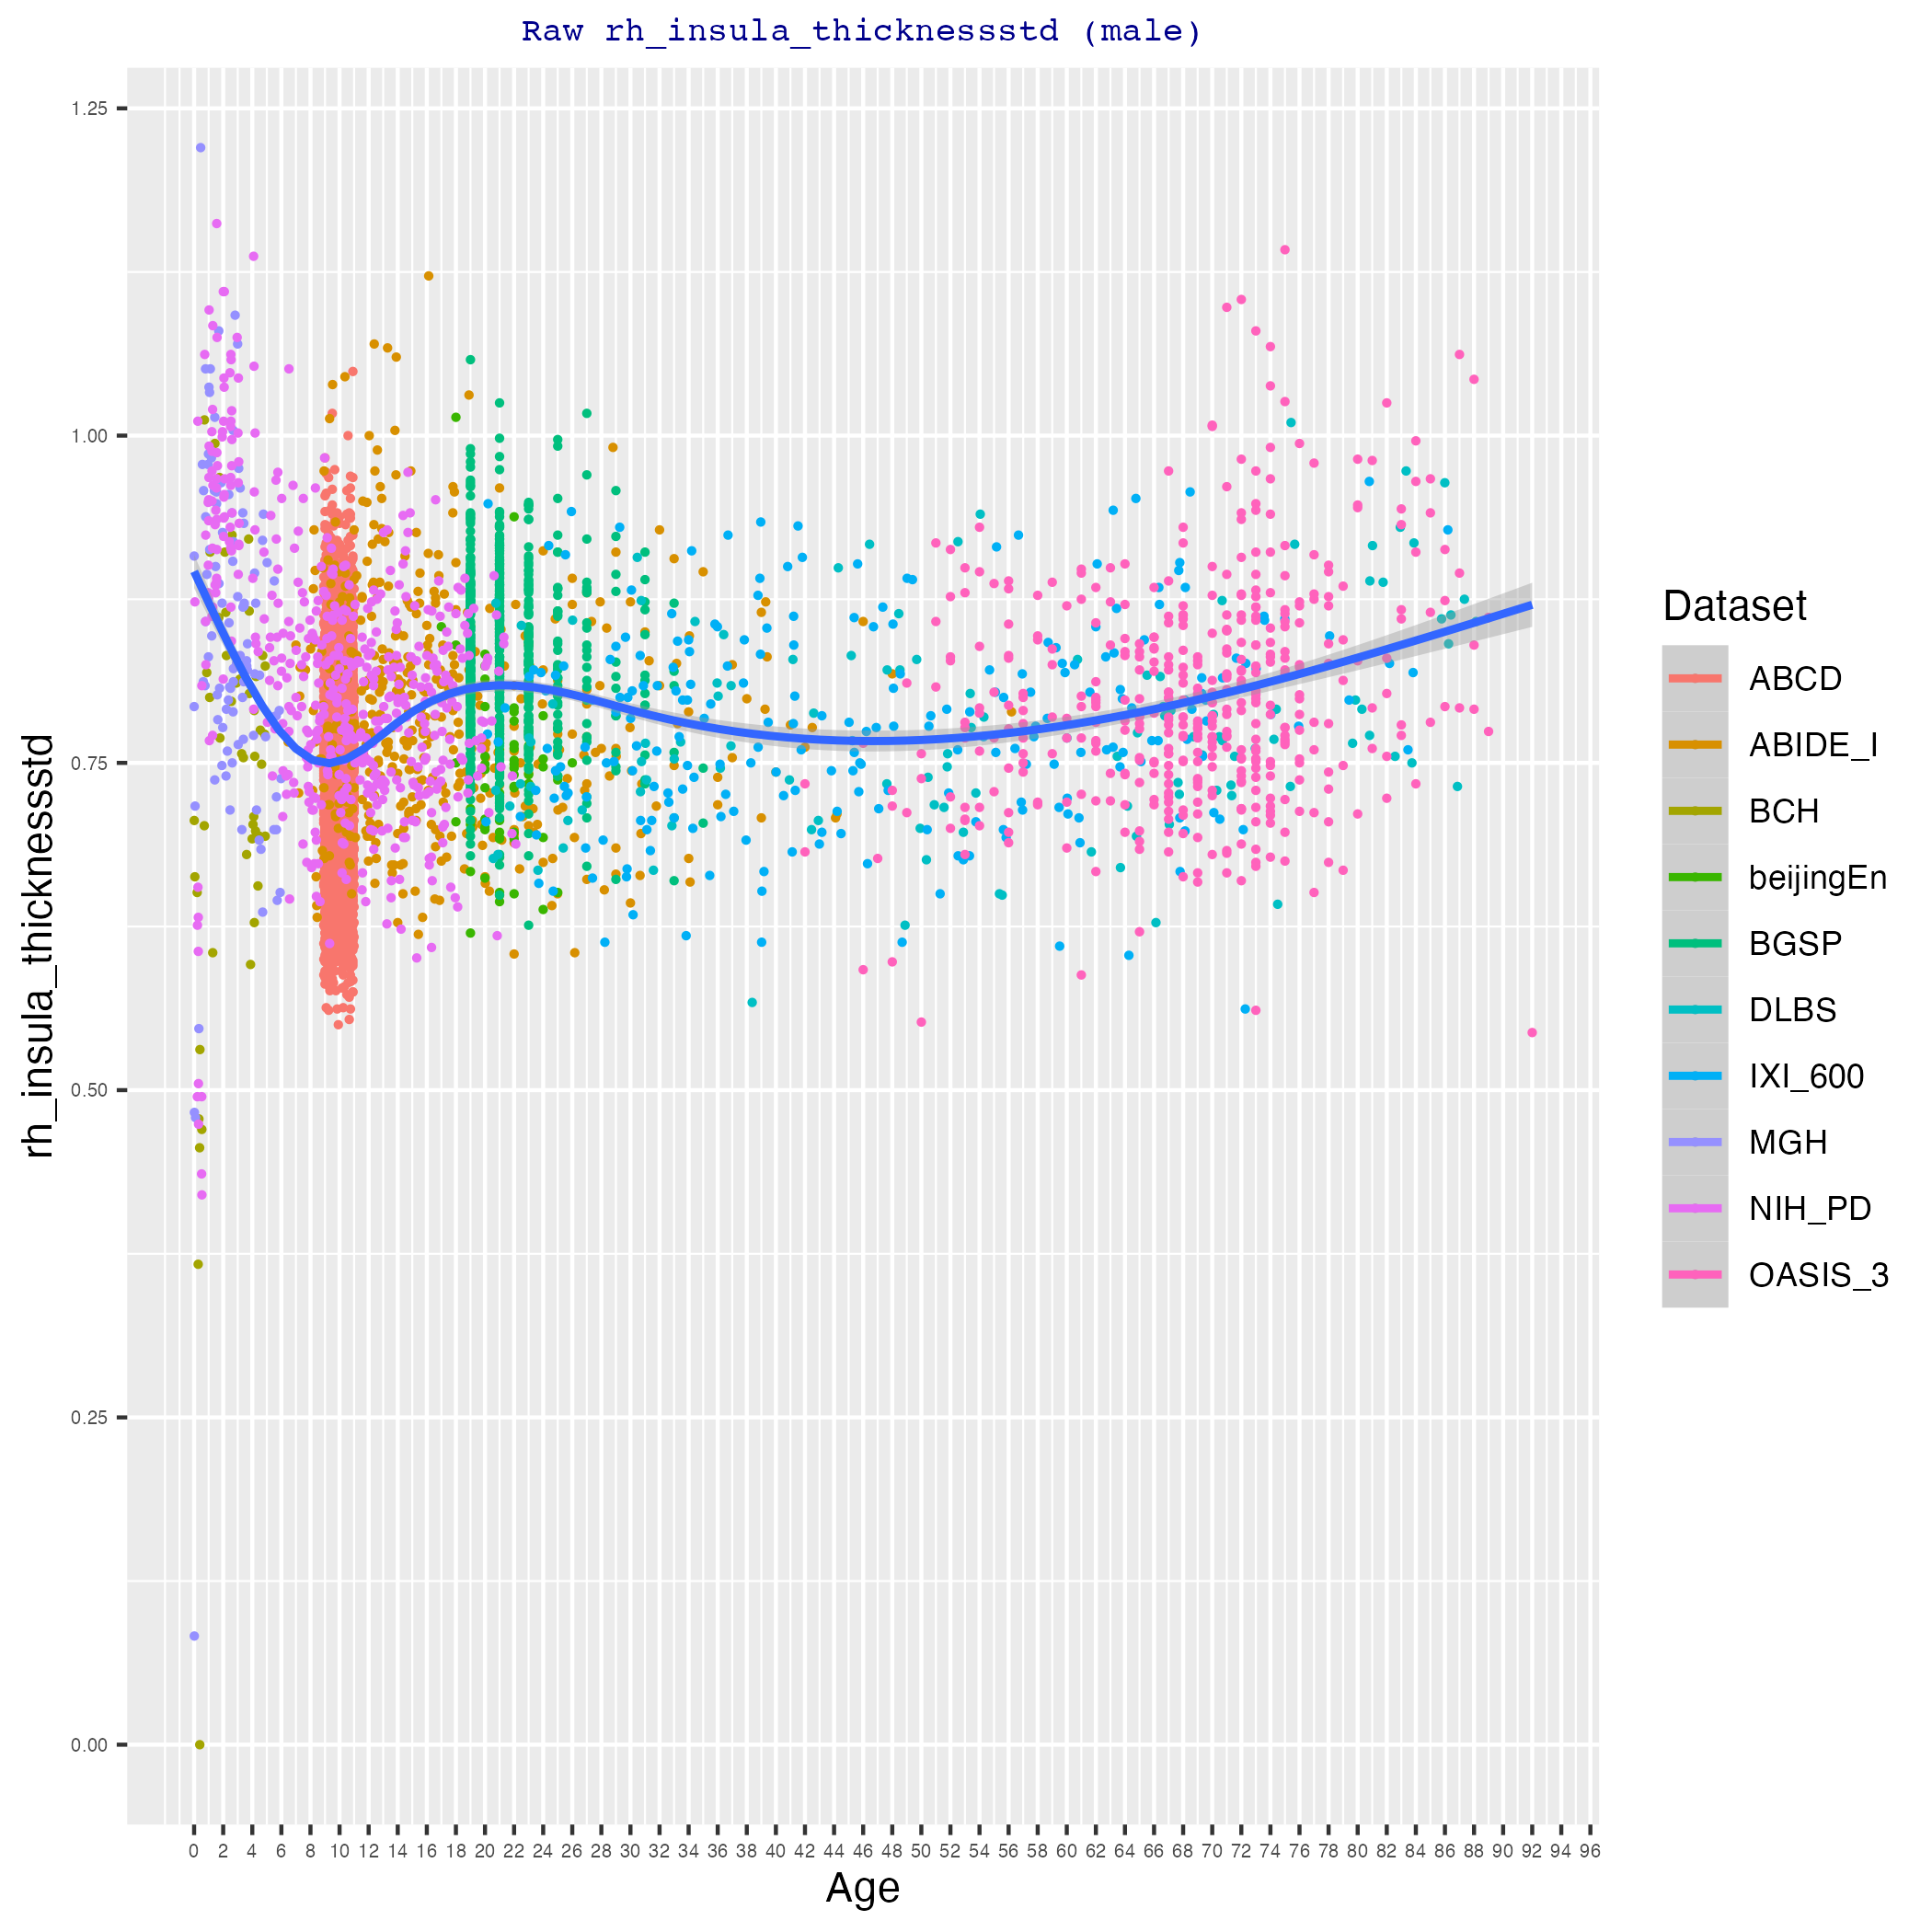 Raw rh_insula_thicknessstd (male)
1.25
1.00
0.75
0.50
0.25
0.00
rh_insula_thicknessstd
0 2 4 6 8 10 12 14 16 18 20 22 24 26 28 30 32 34 36 38 40 42 44 46 48 50 52 54 56 58 60 62 64 66 68 70 72 74 76 78 80 82 84 86 88 90 92 94 96
Age
Dataset
ABCD
ABIDE_I
BCH
beijingEn
BGSP
DLBS
IXI_600
MGH
NIH_PD
OASIS_3